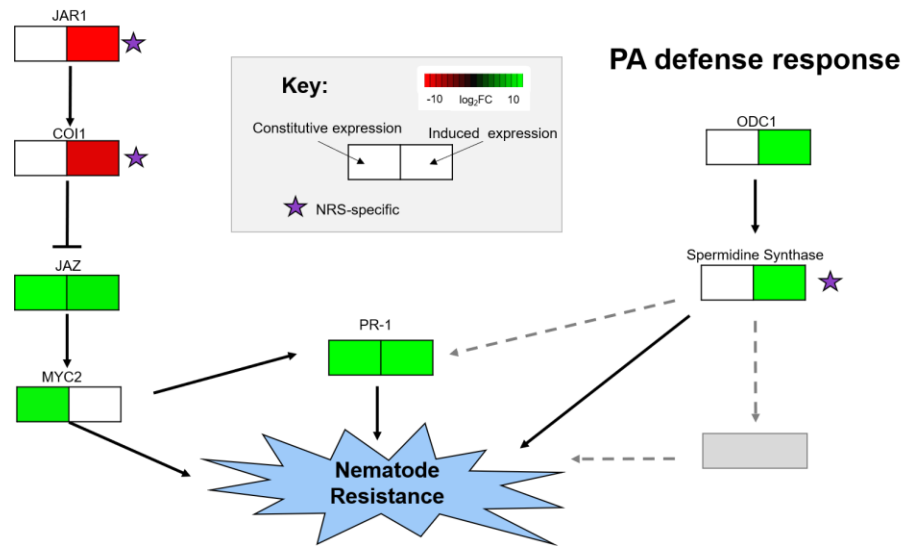 JAR1
COI1
JAZ
MYC2
Key:
-10 log₂FC 10
Constitutive expression
Induced expression
NRS-specific
PR-1
Nematode
Resistance
PA defense response
ODC1
Spermidine Synthase